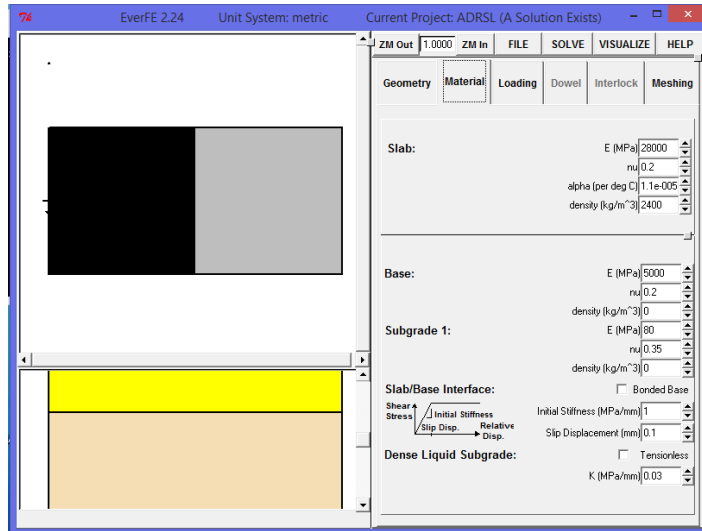 EverFE 2.24 Unit System: metric Current Project: ADRSL (A Solution Exists)
ZM Out 1.0000 ZM In FILE SOLVE VISUALIZE HELP
Geometry Material Loading Dowel Interlock Meshing
Slab: E (MPa) 28000
nu 0.2
alpha (per deg C) 1.1e-005
density (kg/m^3) 2400
Base: E (MPa) 5000
nu 0.2
density (kg/m^3) 0
Subgrade 1: E (MPa) 80
nu 0.35
density (kg/m^3) 0
Slab/Base Interface: Bonded Base
Shear Stress Initial Stiffness Slip Disp. Relative Disp.
Initial Stiffness (MPa/mm) 1
Slip Displacement (mm) 0.1
Dense Liquid Subgrade: Tensionless
K (MPa/mm) 0.03